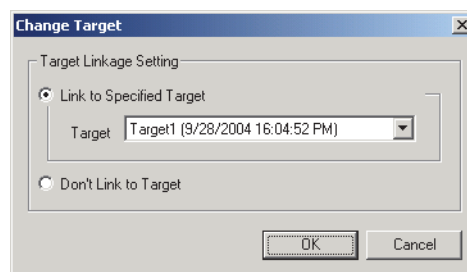 Change Target
Target Linkage Setting
Link to Specified Target
Target Target1 (9/28/2004 16:04:52 PM)
Don't Link to Target
OK Cancel